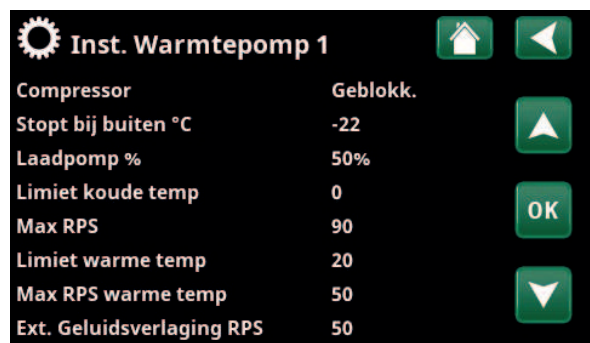 Inst. Warmtepomp 1
Compressor Geblokk.
Stopt bij buiten °C -22
Laadpomp % 50%
Limiet koude temp 0
Max RPS 90
OK
Limiet warme temp 20
Max RPS warme temp 50
Ext. Geluidsverlaging RPS 50